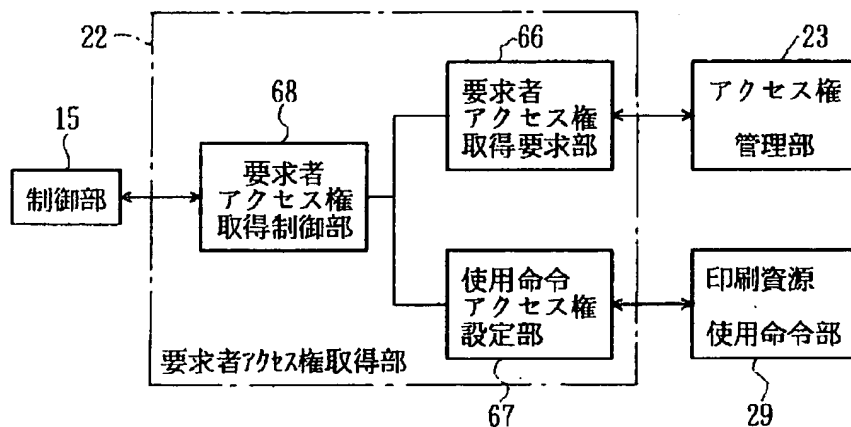 22
66
23
68
15
要求者
アクセス権
取得要求部
アクセス権
管理部
要求者
アクセス権
取得制御部
制御部
使用命令
アクセス権
設定部
印刷資源
使用命令部
要求者アクセス権取得部
67
29